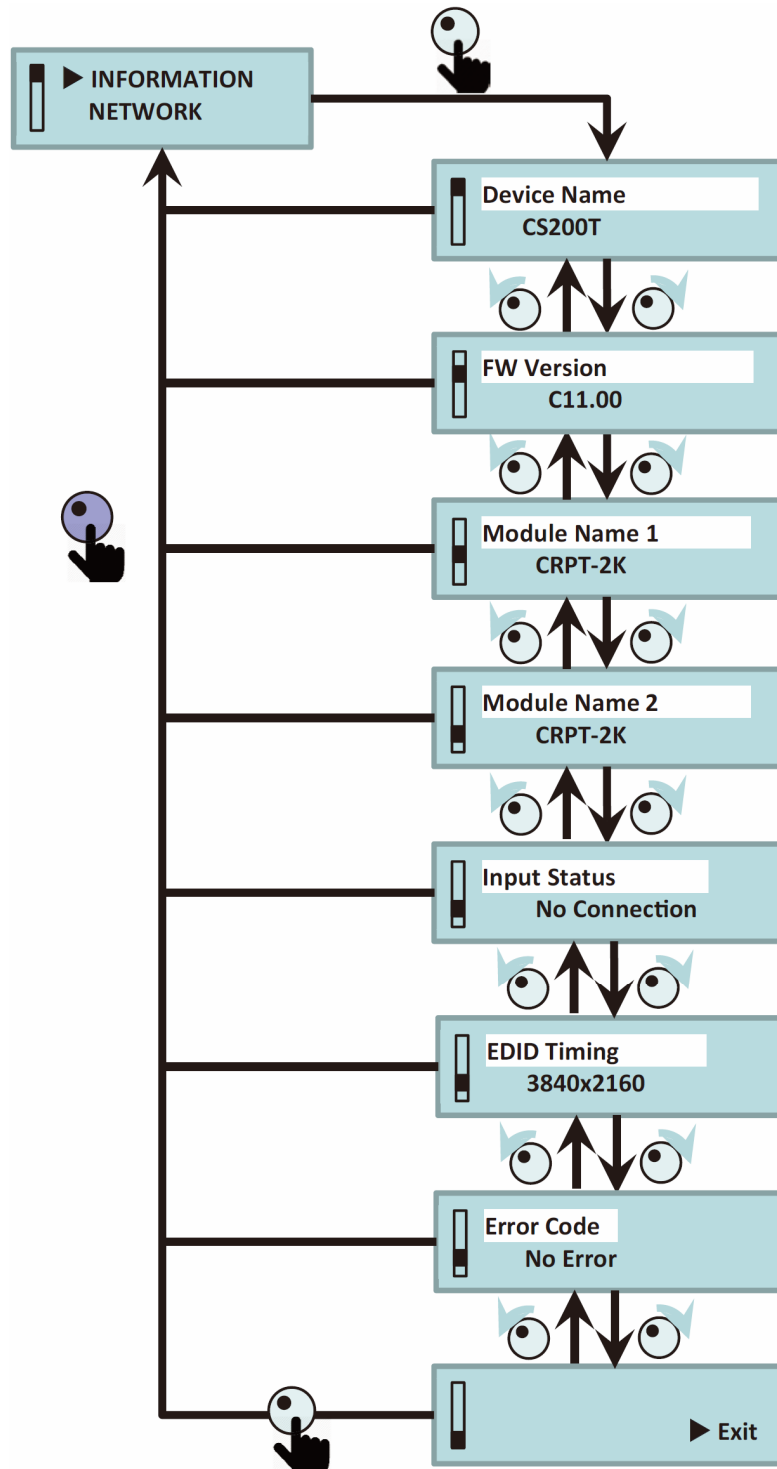 ▶ INFORMATION
NETWORK
Device Name
CS200T
FW Version
C11.00
Module Name 1
CRPT-2K
Module Name 2
CRPT-2K
Input Status
No Connection
EDID Timing
3840x2160
Error Code
No Error
▶ Exit